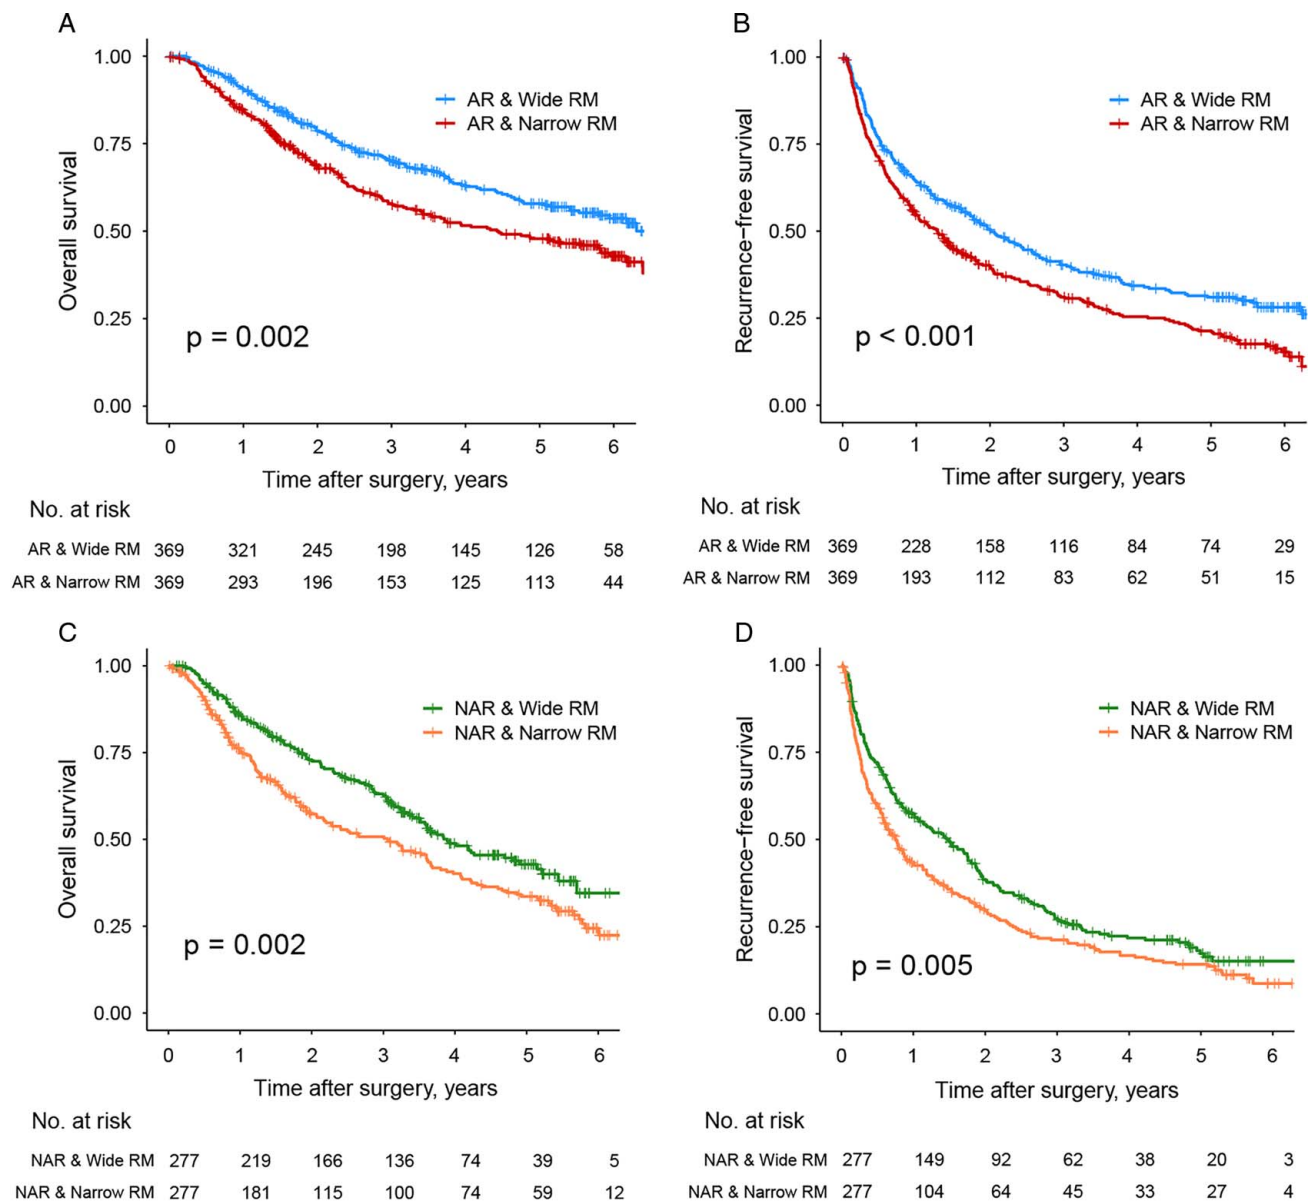 A
1.00
0.75
0.50
0.25
0.00
Overall survival
AR & Wide RM
AR & Narrow RM
p = 0.002
0 1 2 3 4 5 6
Time after surgery, years
No. at risk
AR & Wide RM 369 321 245 198 145 126 58
AR & Narrow RM 369 293 196 153 125 113 44
B
1.00
0.75
0.50
0.25
0.00
Recurrence-free survival
AR & Wide RM
AR & Narrow RM
p < 0.001
0 1 2 3 4 5 6
Time after surgery, years
No. at risk
AR & Wide RM 369 228 158 116 84 74 29
AR & Narrow RM 369 193 112 83 62 51 15
C
1.00
0.75
0.50
0.25
0.00
Overall survival
NAR & Wide RM
NAR & Narrow RM
p = 0.002
0 1 2 3 4 5 6
Time after surgery, years
No. at risk
NAR & Wide RM 277 219 166 136 74 39 5
NAR & Narrow RM 277 181 115 100 74 59 12
D
1.00
0.75
0.50
0.25
0.00
Recurrence-free survival
NAR & Wide RM
NAR & Narrow RM
p = 0.005
0 1 2 3 4 5 6
Time after surgery, years
No. at risk
NAR & Wide RM 277 149 92 62 38 20 3
NAR & Narrow RM 277 104 64 45 33 27 4